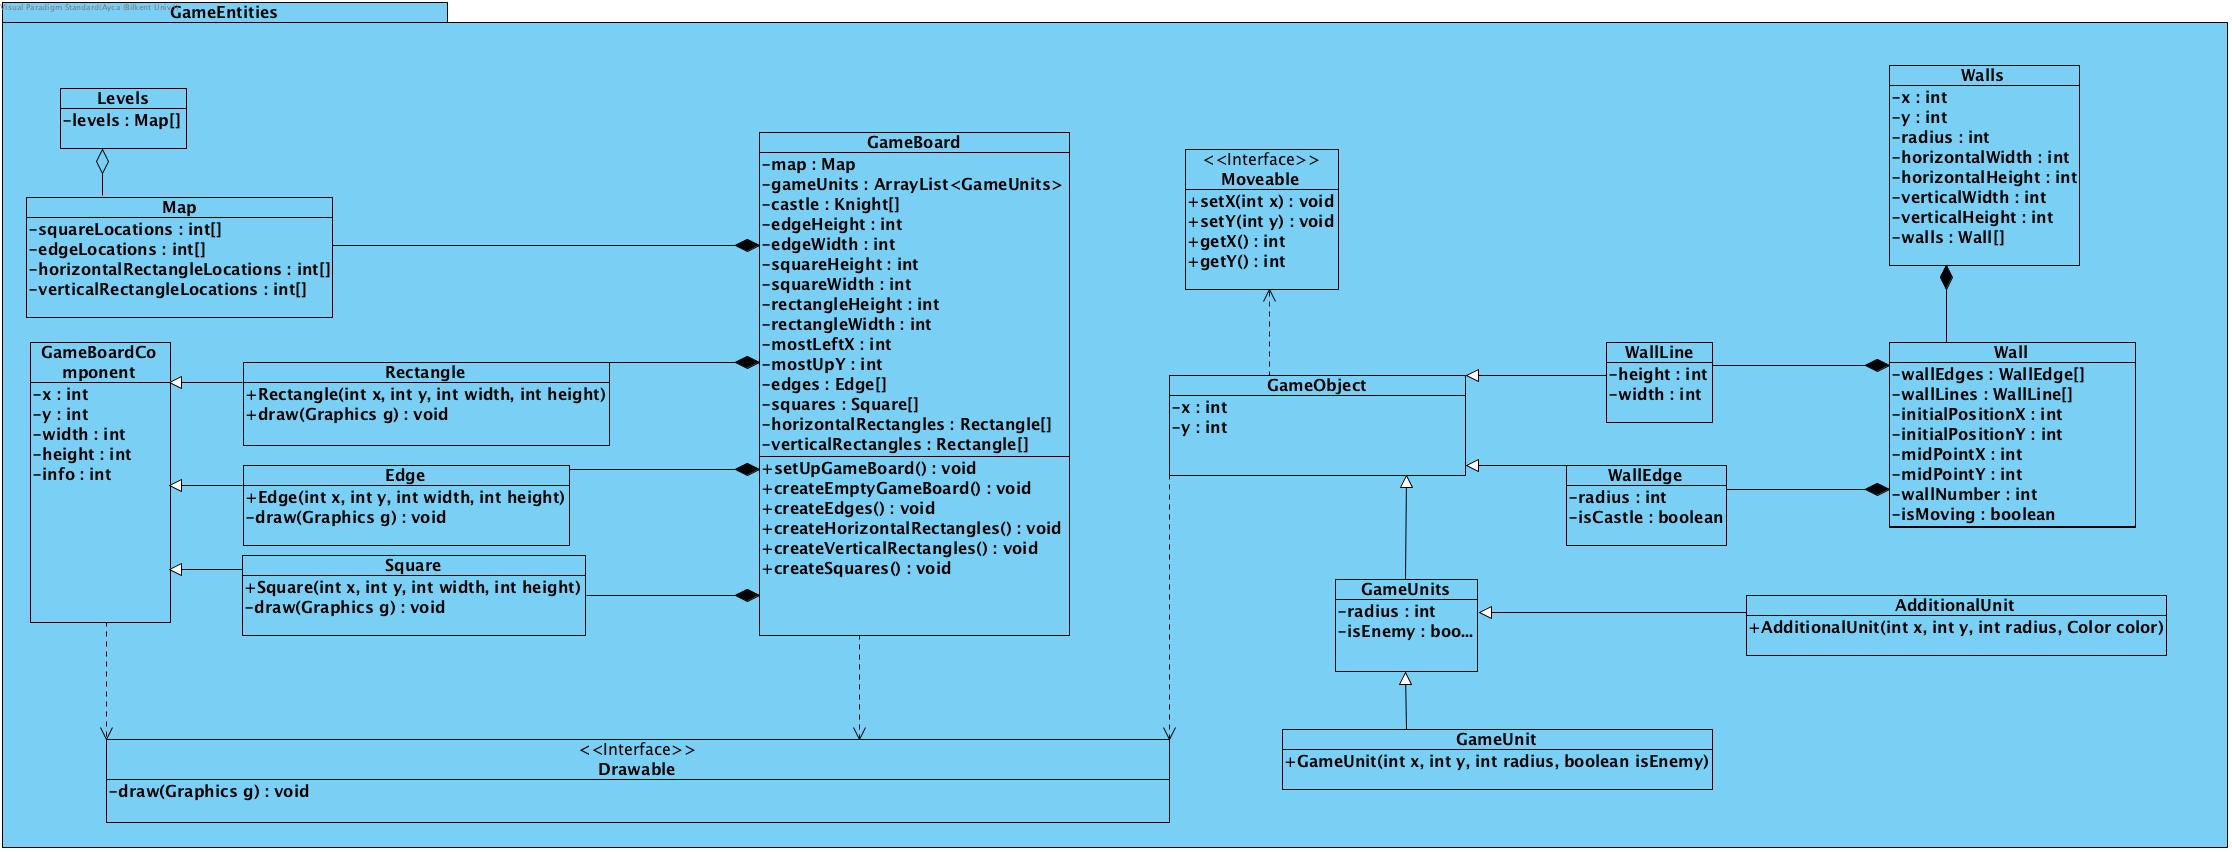 Visual Paradigm Standard(Ayca (Bilkent Univ.))
GameEntities
Levels
-levels : Map[]
Map
-squareLocations : int[]
-edgeLocations : int[]
-horizontalRectangleLocations : int[]
-verticalRectangleLocations : int[]
GameBoardCo
mponent
-x : int
-y : int
-width : int
-height : int
-info : int
Rectangle
+Rectangle(int x, int y, int width, int height)
+draw(Graphics g) : void
Edge
+Edge(int x, int y, int width, int height)
-draw(Graphics g) : void
Square
+Square(int x, int y, int width, int height)
-draw(Graphics g) : void
GameBoard
-map : Map
-gameUnits : ArrayList<GameUnits>
-castle : Knight[]
-edgeHeight : int
-edgeWidth : int
-squareHeight : int
-squareWidth : int
-rectangleHeight : int
-rectangleWidth : int
-mostLeftX : int
-mostUpY : int
-edges : Edge[]
-squares : Square[]
-horizontalRectangles : Rectangle[]
-verticalRectangles : Rectangle[]
+setUpGameBoard() : void
+createEmptyGameBoard() : void
+createEdges() : void
+createHorizontalRectangles() : void
+createVerticalRectangles() : void
+createSquares() : void
<<Interface>>
Drawable
-draw(Graphics g) : void
<<Interface>>
Moveable
+setX(int x) : void
+setY(int y) : void
+getX() : int
+getY() : int
GameObject
-x : int
-y : int
WallLine
-height : int
-width : int
WallEdge
-radius : int
-isCastle : boolean
Walls
-x : int
-y : int
-radius : int
-horizontalWidth : int
-horizontalHeight : int
-verticalWidth : int
-verticalHeight : int
-walls : Wall[]
Wall
-wallEdges : WallEdge[]
-wallLines : WallLine[]
-initialPositionX : int
-initialPositionY : int
-midPointX : int
-midPointY : int
-wallNumber : int
-isMoving : boolean
GameUnits
-radius : int
-isEnemy : boo...
AdditionalUnit
+AdditionalUnit(int x, int y, int radius, Color color)
GameUnit
+GameUnit(int x, int y, int radius, boolean isEnemy)